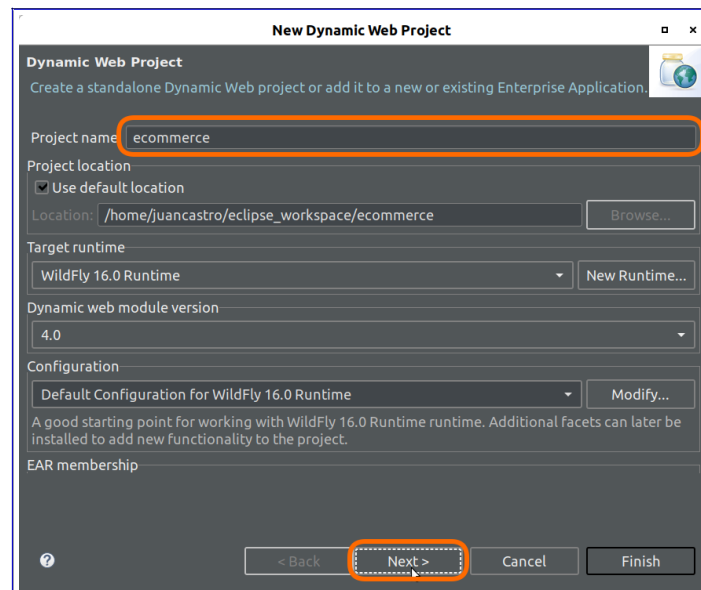 New Dynamic Web Project
Dynamic Web Project
Create a standalone Dynamic Web project or add it to a new or existing Enterprise Application.
Project name: ecommerce
Project location
Use default location
Location: /home/juancastro/eclipse_workspace/ecommerce Browse...
Target runtime
WildFly 16.0 Runtime New Runtime...
Dynamic web module version
4.0
Configuration
Default Configuration for WildFly 16.0 Runtime Modify...
A good starting point for working with WildFly 16.0 Runtime runtime. Additional facets can later be
installed to add new functionality to the project.
EAR membership
? < Back Next > Cancel Finish